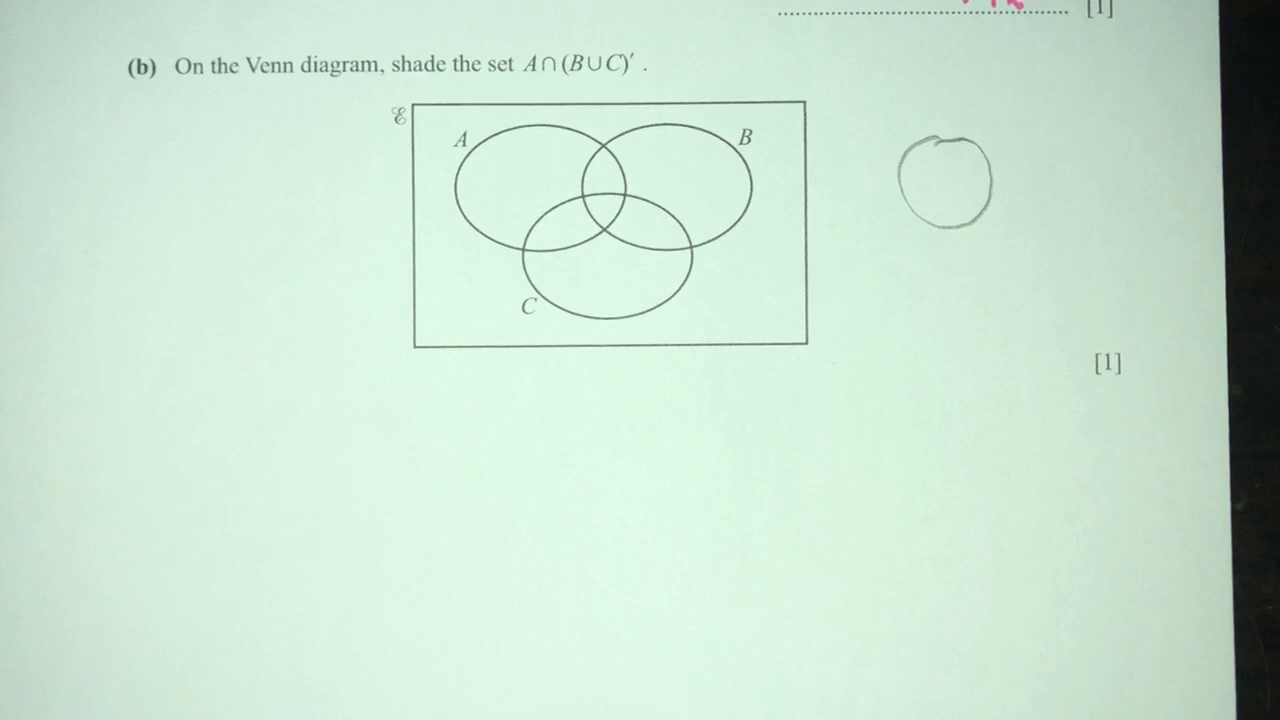 [1]
(b) On the Venn diagram, shade the set A∩(B∪C)′ .
ℰ
A
B
C
[1]